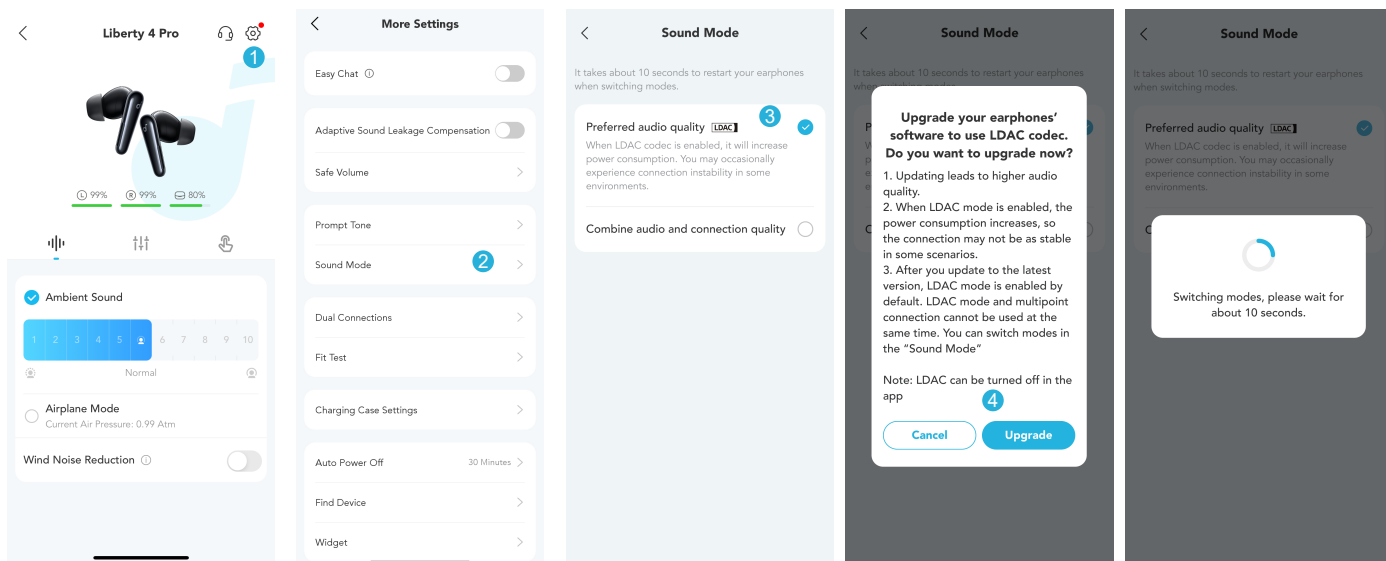 Liberty 4 Pro
1
L 99%
R 99%
80%
Ambient Sound
1 2 3 4 5 6 7 8 9 10
Normal
Airplane Mode
Current Air Pressure: 0.99 Atm
Wind Noise Reduction
More Settings
Easy Chat
Adaptive Sound Leakage Compensation
Safe Volume
Prompt Tone
Sound Mode
2
Dual Connections
Fit Test
Charging Case Settings
Auto Power Off 30 Minutes
Find Device
Widget
Sound Mode
It takes about 10 seconds to restart your earphones
when switching modes.
3
Preferred audio quality LDAC
When LDAC codec is enabled, it will increase
power consumption. You may occasionally
experience connection instability in some
environments.
Combine audio and connection quality
Sound Mode
It takes about 10 seconds to restart your earphones
Upgrade your earphones'
software to use LDAC codec.
Do you want to upgrade now?
1. Updating leads to higher audio
quality.
2. When LDAC mode is enabled, the
power consumption increases, so
the connection may not be as stable
in some scenarios.
3. After you update to the latest
version, LDAC mode is enabled by
default. LDAC mode and multipoint
connection cannot be used at the
same time. You can switch modes in
the "Sound Mode"
Note: LDAC can be turned off in the
app
4
Cancel Upgrade
Sound Mode
It takes about 10 seconds to restart your earphones
when switching modes.
Preferred audio quality LDAC
When LDAC codec is enabled, it will increase
power consumption. You may occasionally
experience connection instability in some
environments.
Switching modes, please wait for
about 10 seconds.